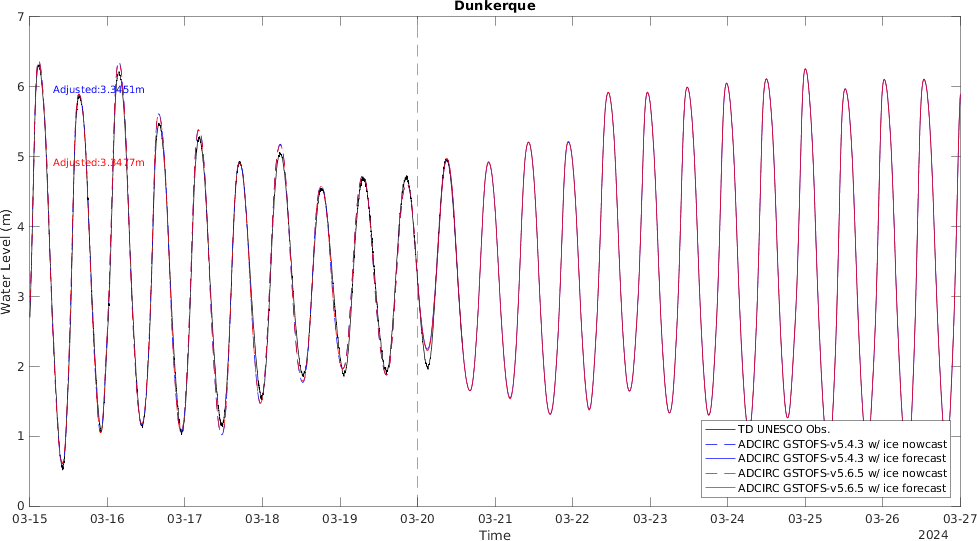 Dunkerque
7
6
5
4
3
2
1
0
Water Level (m)
Adjusted:3.3451m
Adjusted:3.3477m
TD UNESCO Obs.
ADCIRC GSTOFS-v5.4.3 w/ ice nowcast
ADCIRC GSTOFS-v5.4.3 w/ ice forecast
ADCIRC GSTOFS-v5.6.5 w/ ice nowcast
ADCIRC GSTOFS-v5.6.5 w/ ice forecast
03-15 03-16 03-17 03-18 03-19 03-20 03-21 03-22 03-23 03-24 03-25 03-26 03-27
Time
2024